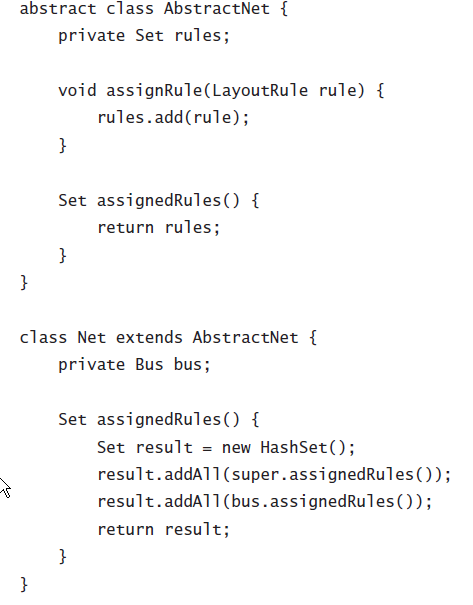 abstract class AbstractNet {
    private Set rules;

    void assignRule(LayoutRule rule) {
        rules.add(rule);
    }

    Set assignedRules() {
        return rules;
    }
}

class Net extends AbstractNet {
    private Bus bus;

    Set assignedRules() {
        Set result = new HashSet();
        result.addAll(super.assignedRules());
        result.addAll(bus.assignedRules());
        return result;
    }
}